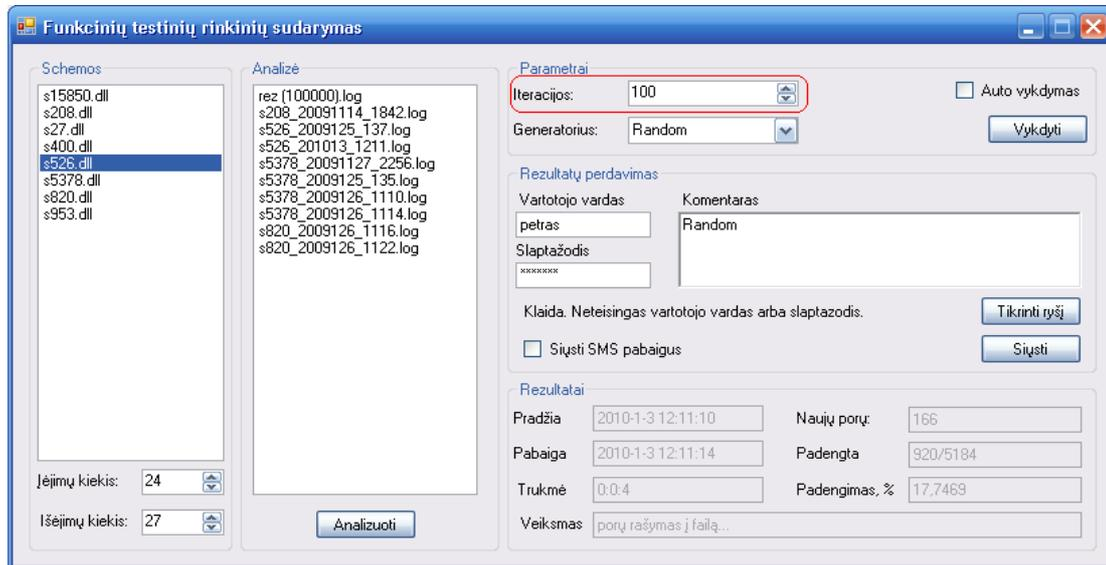 Funkcinių testinių rinkinių sudarymas
Schemos
s15850.dll
s208.dll
s27.dll
s400.dll
s526.dll
s5378.dll
s820.dll
s953.dll
Įėjimų kiekis: 24
Išėjimų kiekis: 27
Analizė
rez (100000).log
s208_20091114_1842.log
s526_2009125_137.log
s526_201013_1211.log
s5378_20091127_2256.log
s5378_2009125_135.log
s5378_2009126_1110.log
s5378_2009126_1114.log
s820_2009126_1116.log
s820_2009126_1122.log
Analizuoti
Parametrai
Iteracijos: 100
Auto vykdymas
Generatorius: Random
Vykdyti
Rezultatų perdavimas
Vartotojo vardas
petras
Slaptažodis
×××××××
Komentaras
Random
Klaida. Neteisingas vartotojo vardas arba slaptazodis.
Tikrinti ryšį
Siųsti SMS pabaigus
Siųsti
Rezultatai
Pradžia 2010-1-3 12:11:10
Naujų porų: 166
Pabaiga 2010-1-3 12:11:14
Padengta 920/5184
Trukmė 0:0:4
Padengimas, % 17,7469
Veiksmas porų rašymas į failą...